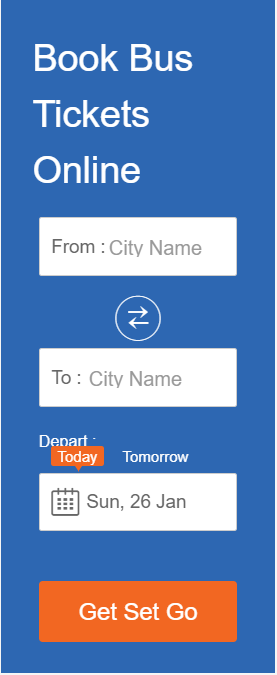 Book Bus
Tickets
Online
From : City Name
To : City Name
Depart :
Today Tomorrow
Sun, 26 Jan
Get Set Go